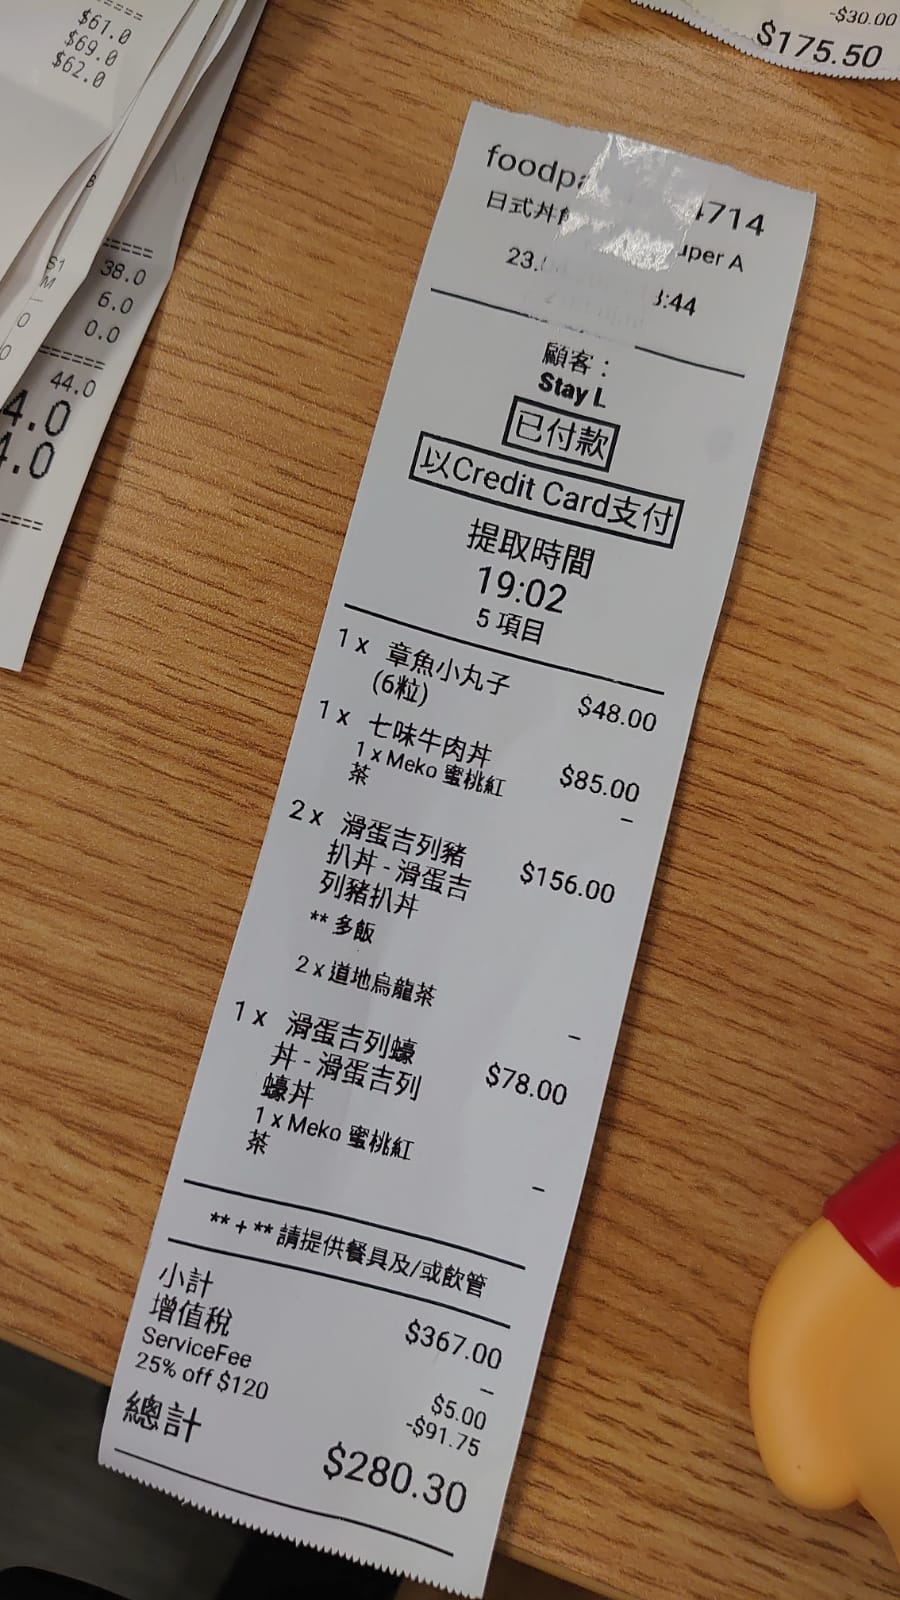 $61.0
$69.0
$62.0
38.0
6.0
0.0
44.0
4.0
4.0
-$30.00
$175.50
4714
日式丼
uper A
23.
:44
顧客：
Stay L
已付款
以Credit Card支付
提取時間
19:02
5 項目
1 x 章魚小丸子 $48.00
(6粒)
1 x 七味牛肉丼 $85.00
1 x Meko 蜜桃紅 -
茶
2 x 滑蛋吉列豬 $156.00
扒丼 - 滑蛋吉
列豬扒丼
** 多飯
2 x 道地烏龍茶 -
1 x 滑蛋吉列蠔 $78.00
丼 - 滑蛋吉列
蠔丼
1 x Meko 蜜桃紅 -
茶
** + ** 請提供餐具及/或飲管
小計 $367.00
增值稅 -
ServiceFee $5.00
25% off $120 -$91.75
總計 $280.30